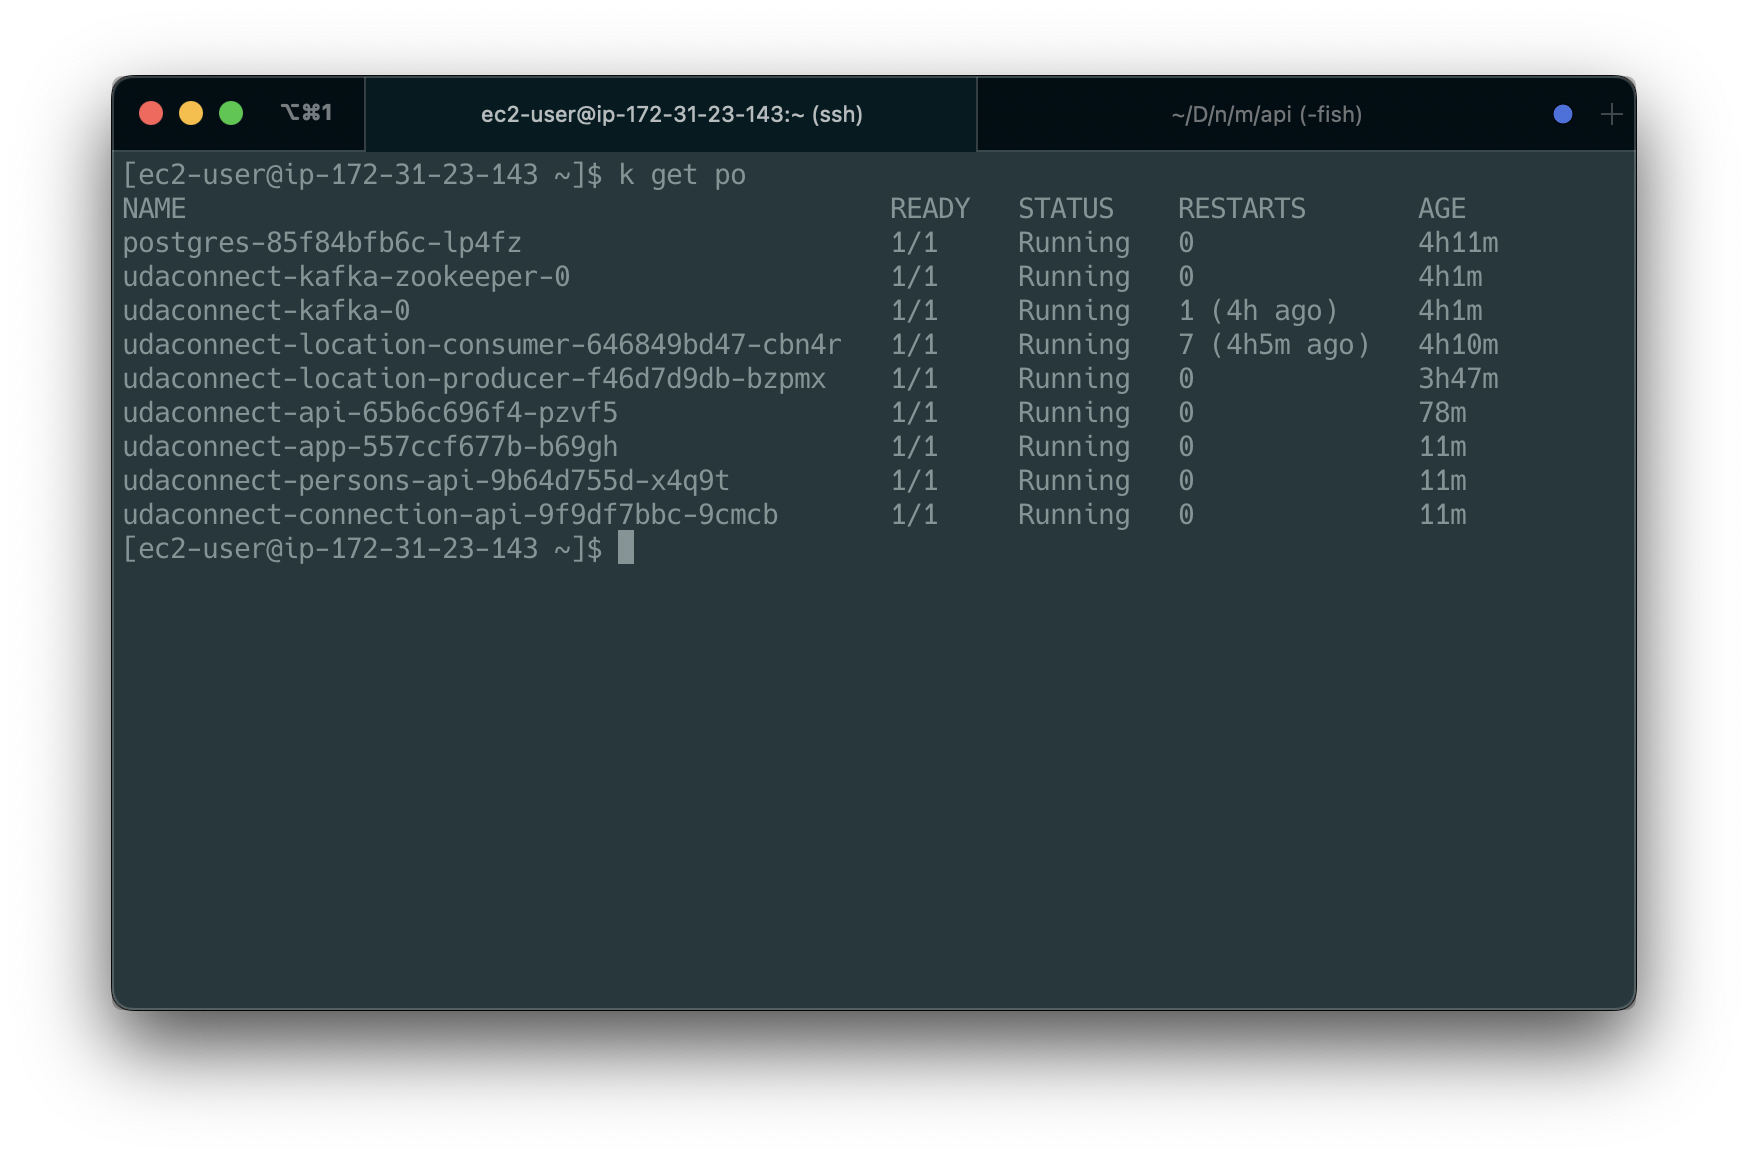 ⌥⌘1 ec2-user@ip-172-31-23-143:~ (ssh) ~/D/n/m/api (-fish) +
[ec2-user@ip-172-31-23-143 ~]$ k get po
NAME READY STATUS RESTARTS AGE
postgres-85f84bfb6c-lp4fz 1/1 Running 0 4h11m
udaconnect-kafka-zookeeper-0 1/1 Running 0 4h1m
udaconnect-kafka-0 1/1 Running 1 (4h ago) 4h1m
udaconnect-location-consumer-646849bd47-cbn4r 1/1 Running 7 (4h5m ago) 4h10m
udaconnect-location-producer-f46d7d9db-bzpmx 1/1 Running 0 3h47m
udaconnect-api-65b6c696f4-pzvf5 1/1 Running 0 78m
udaconnect-app-557ccf677b-b69gh 1/1 Running 0 11m
udaconnect-persons-api-9b64d755d-x4q9t 1/1 Running 0 11m
udaconnect-connection-api-9f9df7bbc-9cmcb 1/1 Running 0 11m
[ec2-user@ip-172-31-23-143 ~]$